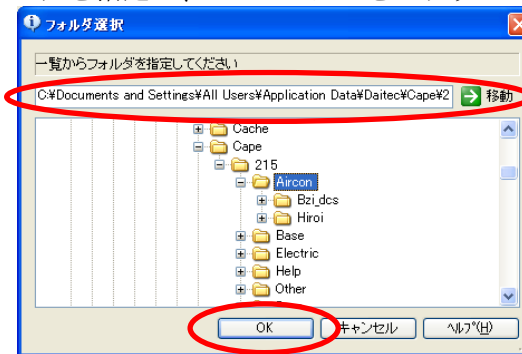 フォルダ選択
一覧からフォルダを指定してください
C:¥Documents and Settings¥All Users¥Application Data¥Daitec¥Cape¥2
移動
Cache
Cape
215
Aircon
Bzi_dcs
Hiroi
Base
Electric
Help
Other
OK
キャンセル
ヘルプ(H)